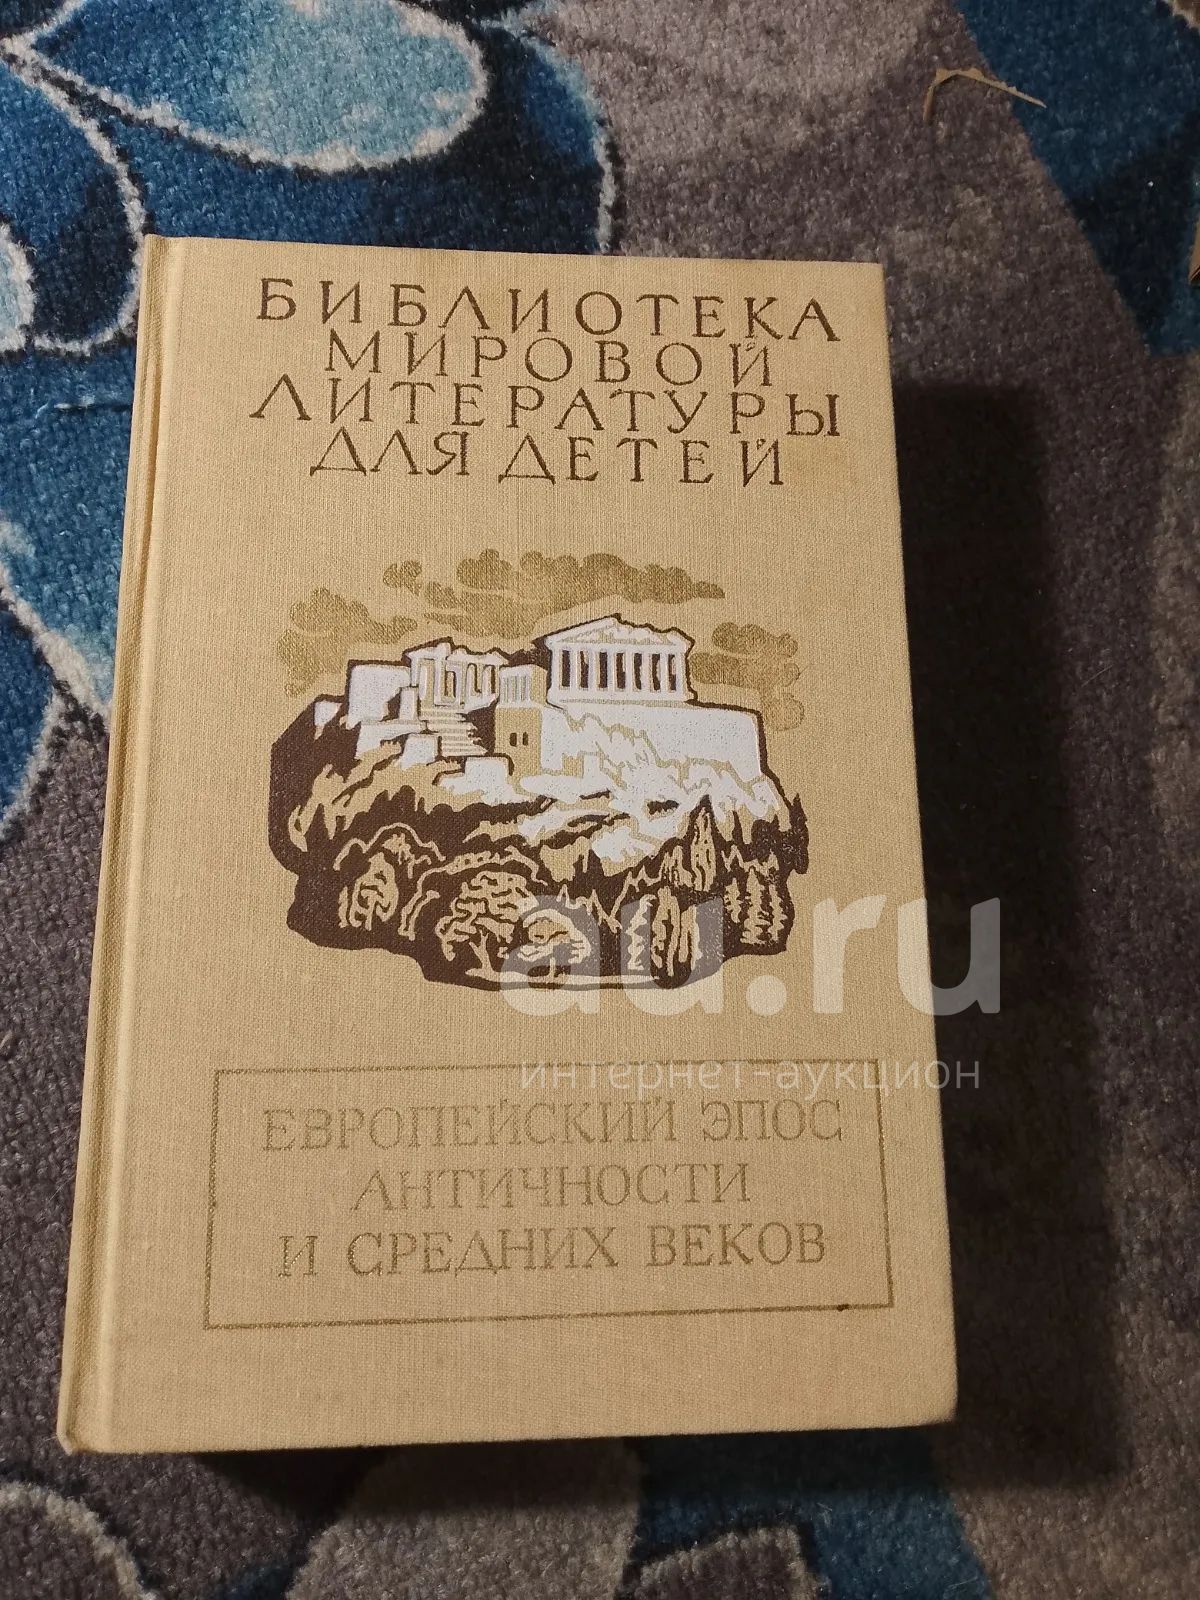 БИБЛИОТЕКА
МИРОВОЙ
ЛИТЕРАТУРЫ
ДЛЯ ДЕТЕЙ
au.ru
интернет-аукцион
ЕВРОПЕЙСКИЙ ЭПОС
АНТИЧНОСТИ
И СРЕДНИХ ВЕКОВ